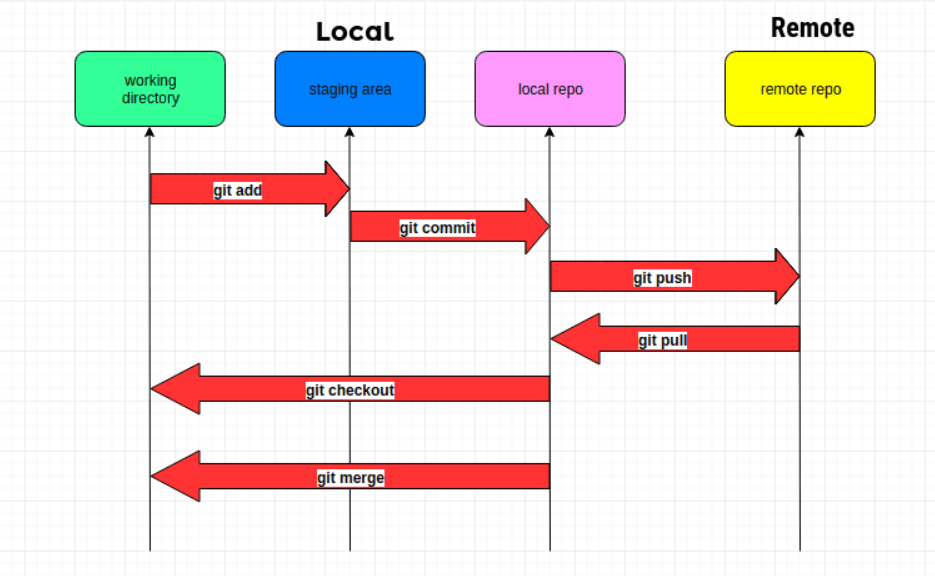 Local
Remote
working
directory
staging area
local repo
remote repo
git add
git commit
git push
git pull
git checkout
git merge